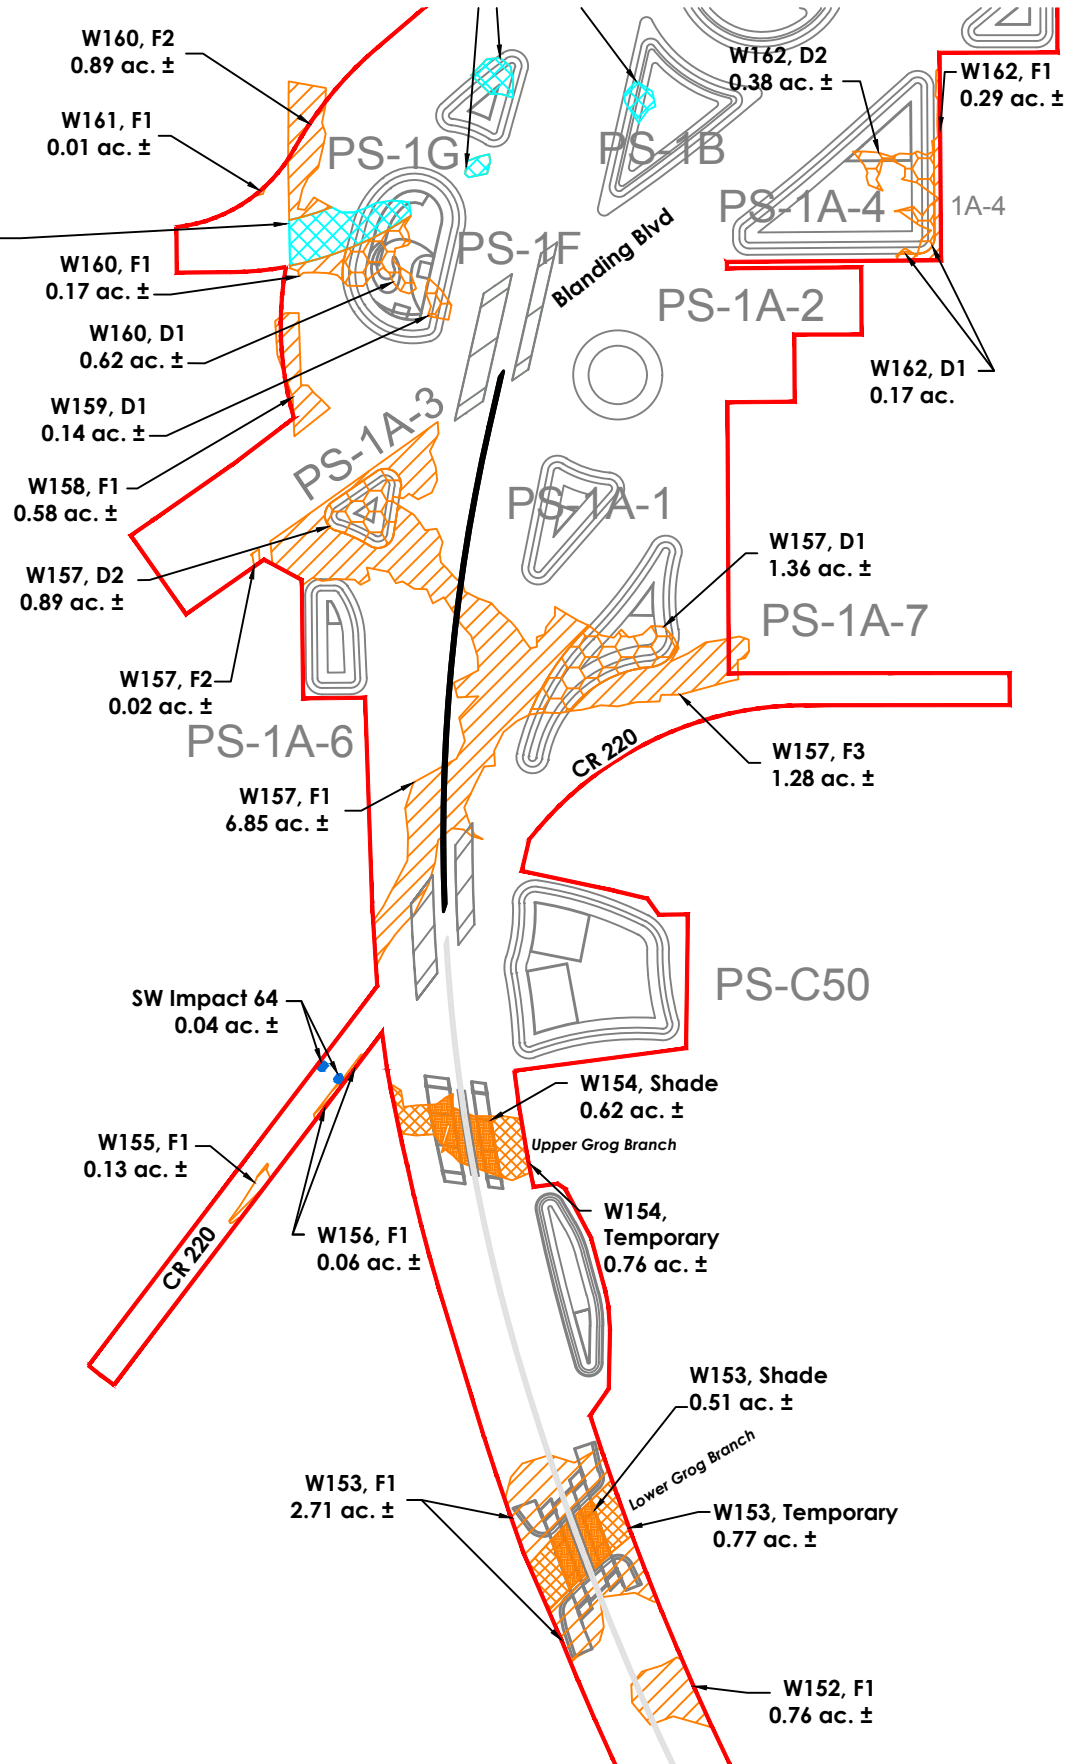 W160, F2
0.89 ac. ±
W162, D2
0.38 ac. ±
W162, F1
0.29 ac. ±
W161, F1
0.01 ac. ±
PS-1G
PS-1B
PS-1A-4
1A-4
PS-1F
Blanding Blvd
W160, F1
0.17 ac. ±
PS-1A-2
W160, D1
0.62 ac. ±
W162, D1
0.17 ac.
W159, D1
0.14 ac. ±
PS-1A-3
W158, F1
0.58 ac. ±
PS-1A-1
W157, D1
1.36 ac. ±
W157, D2
0.89 ac. ±
PS-1A-7
W157, F2
0.02 ac. ±
PS-1A-6
CR 220
W157, F3
1.28 ac. ±
W157, F1
6.85 ac. ±
PS-C50
SW Impact 64
0.04 ac. ±
W154, Shade
0.62 ac. ±
Upper Grog Branch
W155, F1
0.13 ac. ±
W154,
Temporary
0.76 ac. ±
W156, F1
0.06 ac. ±
CR 220
W153, Shade
0.51 ac. ±
Lower Grog Branch
W153, F1
2.71 ac. ±
W153, Temporary
0.77 ac. ±
W152, F1
0.76 ac. ±